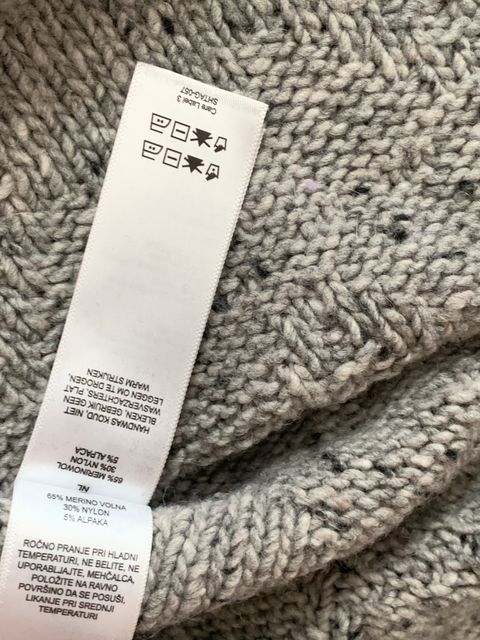 Care Label 3
SHTAG-057
HANDWAS KOUD, NIET
BLEKEN, GEBRUIK GEEN
WASVERZACHTERS, PLAT
LEGGEN OM TE DROGEN,
WARM STRIJKEN
NL
65% MERINOWOL
30% NYLON
5% ALPACA
65% MERINO VOLNA
30% NYLON
5% ALPAKA
ROČNO PRANJE PRI HLADNI
TEMPERATURI, NE BELITE, NE
UPORABLJAJTE, MEHČALCA,
POLOŽITE NA RAVNO
POVRŠINO DA SE POSUŠI,
LIKANJE PRI SREDNJI
TEMPERATURI